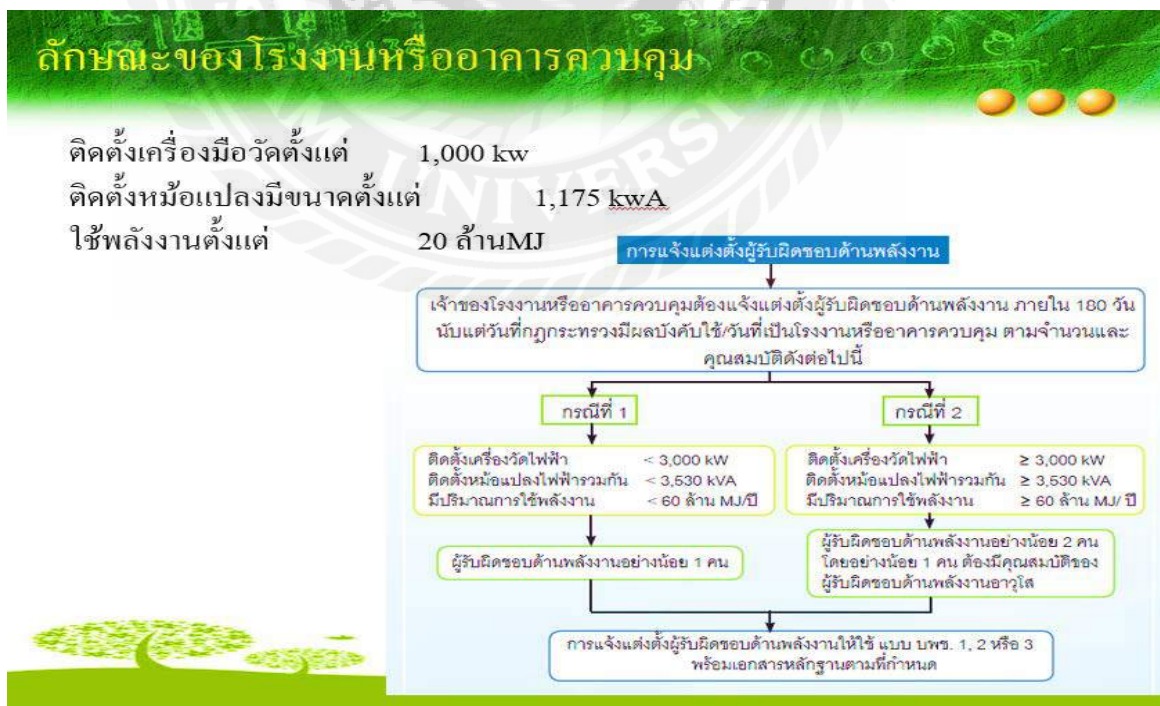 ลักษณะของโรงงานหรืออาคารควบคุม
ติดตั้งเครื่องมือวัดตั้งแต่ 1,000 kw
ติดตั้งหม้อแปลงมีขนาดตั้งแต่ 1,175 kwA
ใช้พลังงานตั้งแต่ 20 ล้านMJ
UNIVERS
การแจ้งแต่งตั้งผู้รับผิดชอบด้านพลังงาน
เจ้าของโรงงานหรืออาคารควบคุมต้องแจ้งแต่งตั้งผู้รับผิดชอบด้านพลังงาน ภายใน 180 วัน
นับแต่วันที่กฎกระทรวงมีผลบังคับใช้/วันที่เป็นโรงงานหรืออาคารควบคุม ตามจำนวนและ
คุณสมบัติดังต่อไปนี้
กรณีที่ 1
ติดตั้งเครื่องวัดไฟฟ้า < 3,000 kW
ติดตั้งหม้อแปลงไฟฟ้ารวมกัน < 3,530 kVA
มีปริมาณการใช้พลังงาน < 60 ล้าน MJ/ปี
ผู้รับผิดชอบด้านพลังงานอย่างน้อย 1 คน
กรณีที่ 2
ติดตั้งเครื่องวัดไฟฟ้า ≥ 3,000 kW
ติดตั้งหม้อแปลงไฟฟ้ารวมกัน ≥ 3,530 kVA
มีปริมาณการใช้พลังงาน ≥ 60 ล้าน MJ/ ปี
ผู้รับผิดชอบด้านพลังงานอย่างน้อย 2 คน
โดยอย่างน้อย 1 คน ต้องมีคุณสมบัติของ
ผู้รับผิดชอบด้านพลังงานอาวุโส
การแจ้งแต่งตั้งผู้รับผิดชอบด้านพลังงานให้ใช้ แบบ บพช. 1, 2 หรือ 3
พร้อมเอกสารหลักฐานตามที่กำหนด